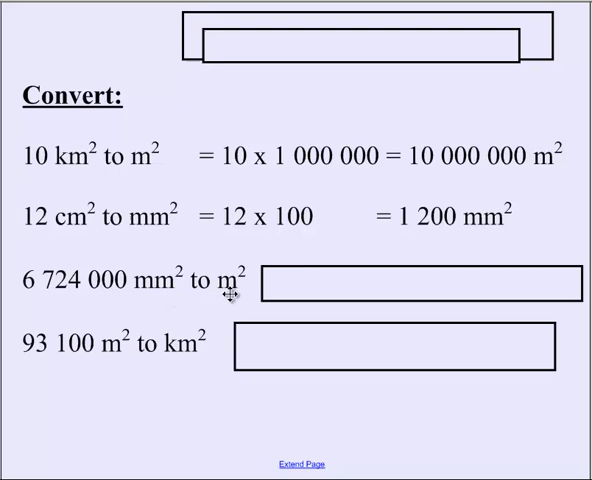 Convert:
10 km² to m² = 10 x 1 000 000 = 10 000 000 m²
12 cm² to mm² = 12 x 100 = 1 200 mm²
6 724 000 mm² to m²
93 100 m² to km²
Extend Page